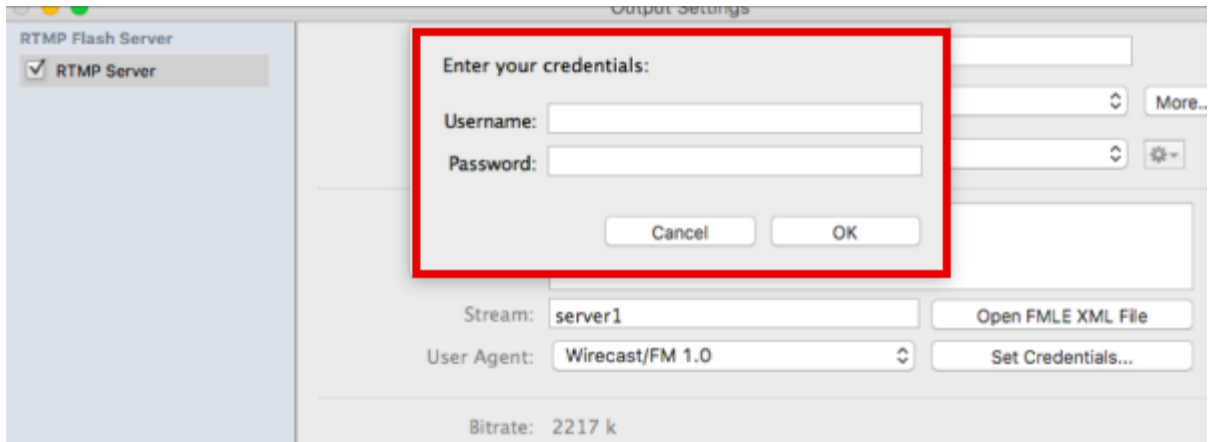 Output Settings
RTMP Flash Server
RTMP Server
Enter your credentials:
Username:
Password:
Cancel
OK
More..
Stream: server1
Open FMLE XML File
User Agent: Wirecast/FM 1.0
Set Credentials...
Bitrate: 2217 k